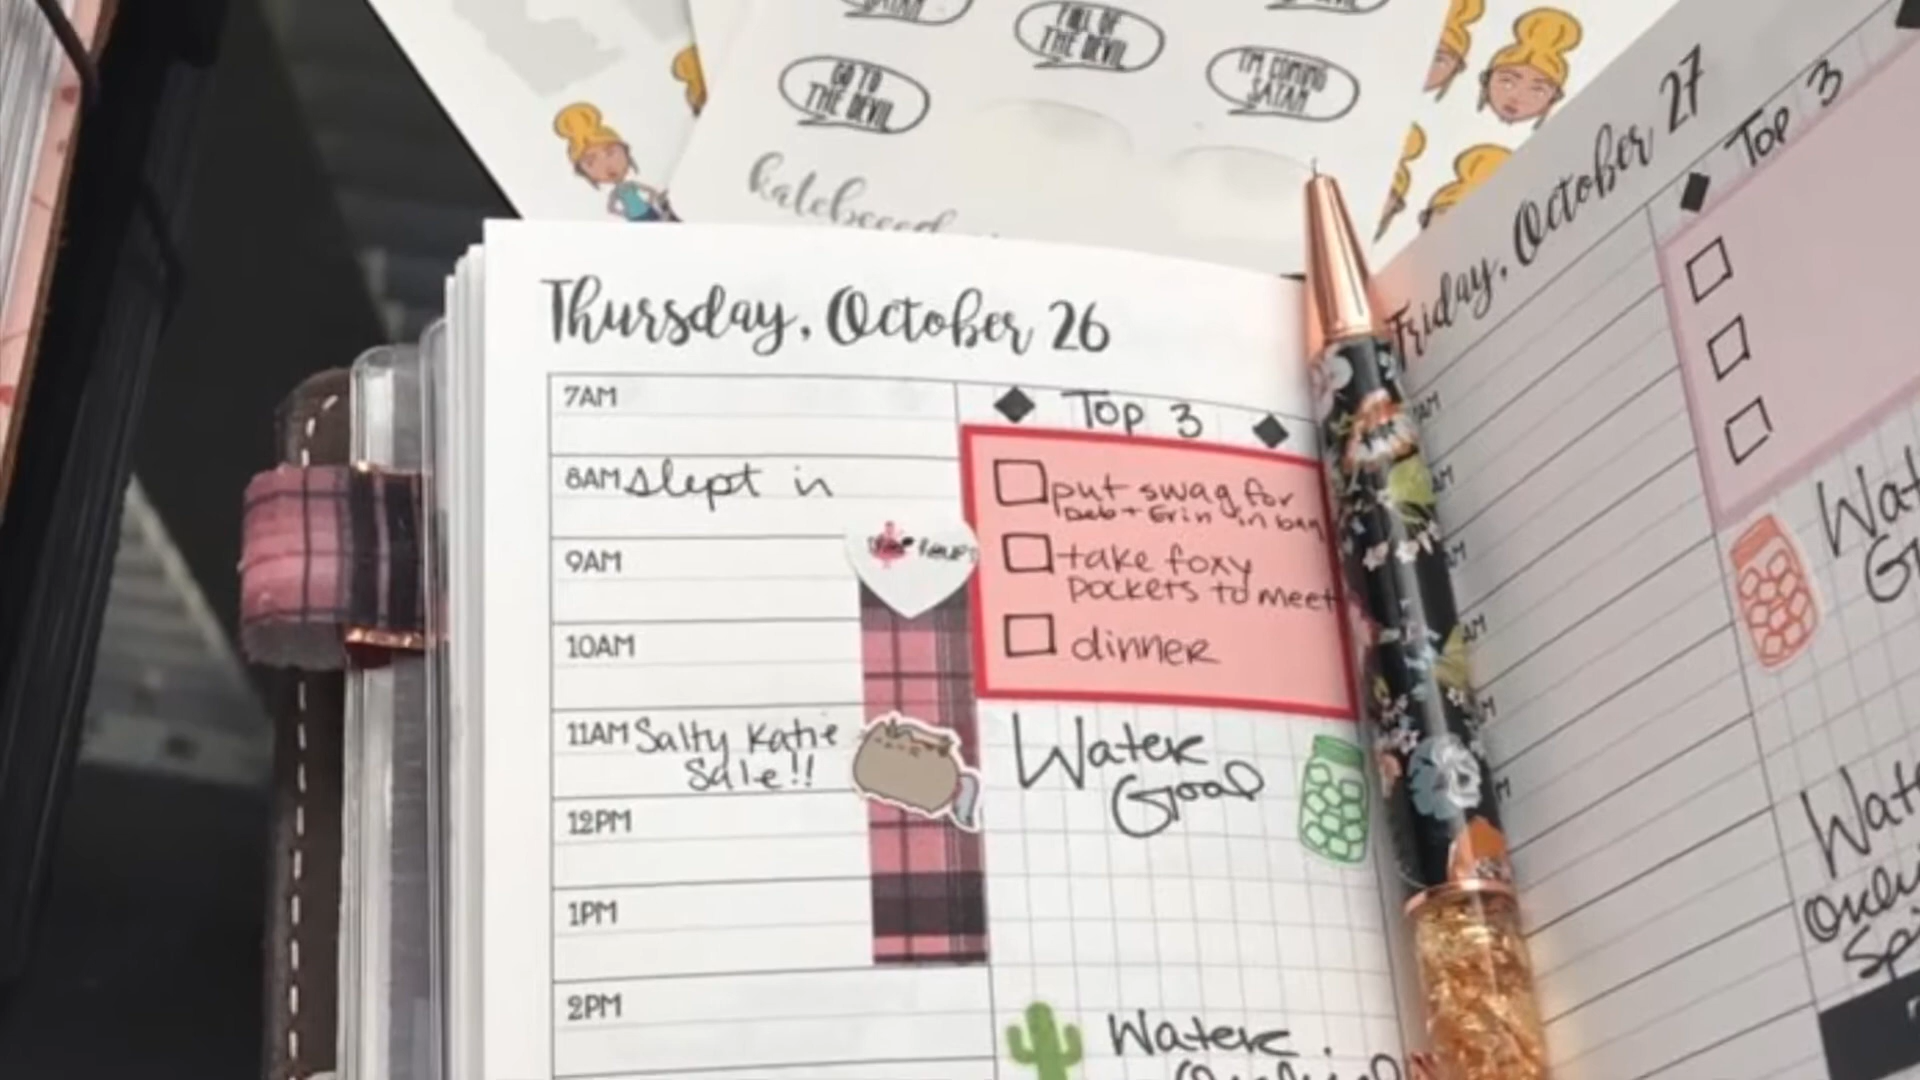 GO TO
THE DEVIL
FULL OF
THE DEVIL
I'M COMING
SATAN
Thursday, October 26
7AM
Top 3
8AM slept in
put swag for
Deb + Erin in bag
9AM
take foxy
pockets to meet
10AM
dinner
11AM Salty Katie
Sale!!
Water
Goal
12PM
1PM
2PM
Water
Friday, October 27
Top 3